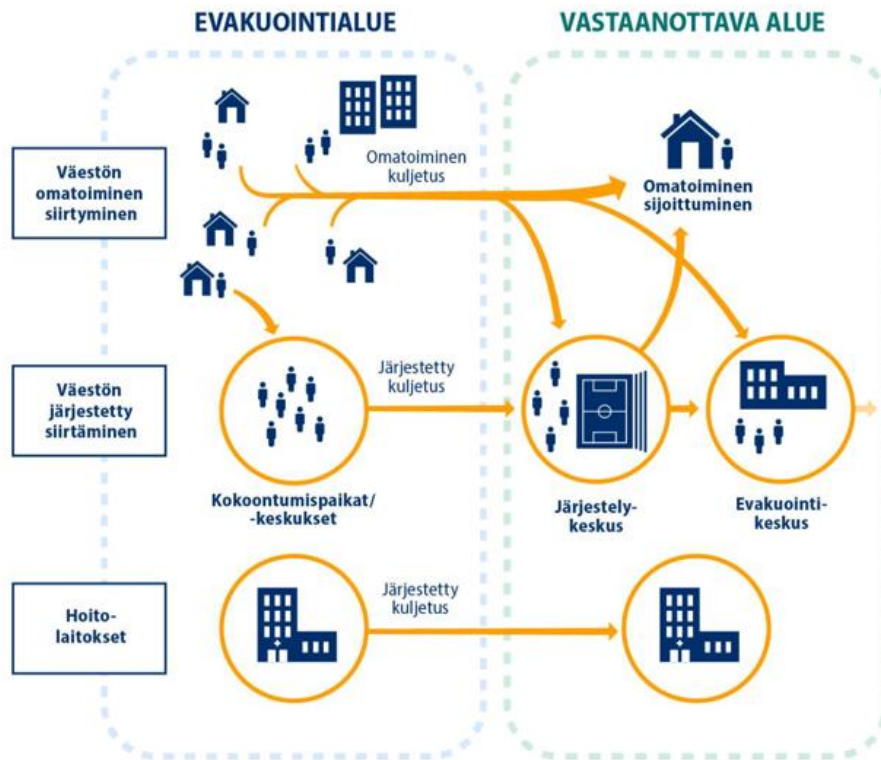 EVAKUOINTIALUE
VASTAANOTTAVA ALUE
Väestön
omatoiminen
siirtyminen
Omatoiminen
kuljetus
Omatoiminen
sijoittuminen
Väestön
järjestetty
siirtäminen
Järjestetty
kuljetus
Kokoontumispaikat/
-keskukset
Järjestely-
keskus
Evakuointi-
keskus
Hoito-
laitokset
Järjestetty
kuljetus